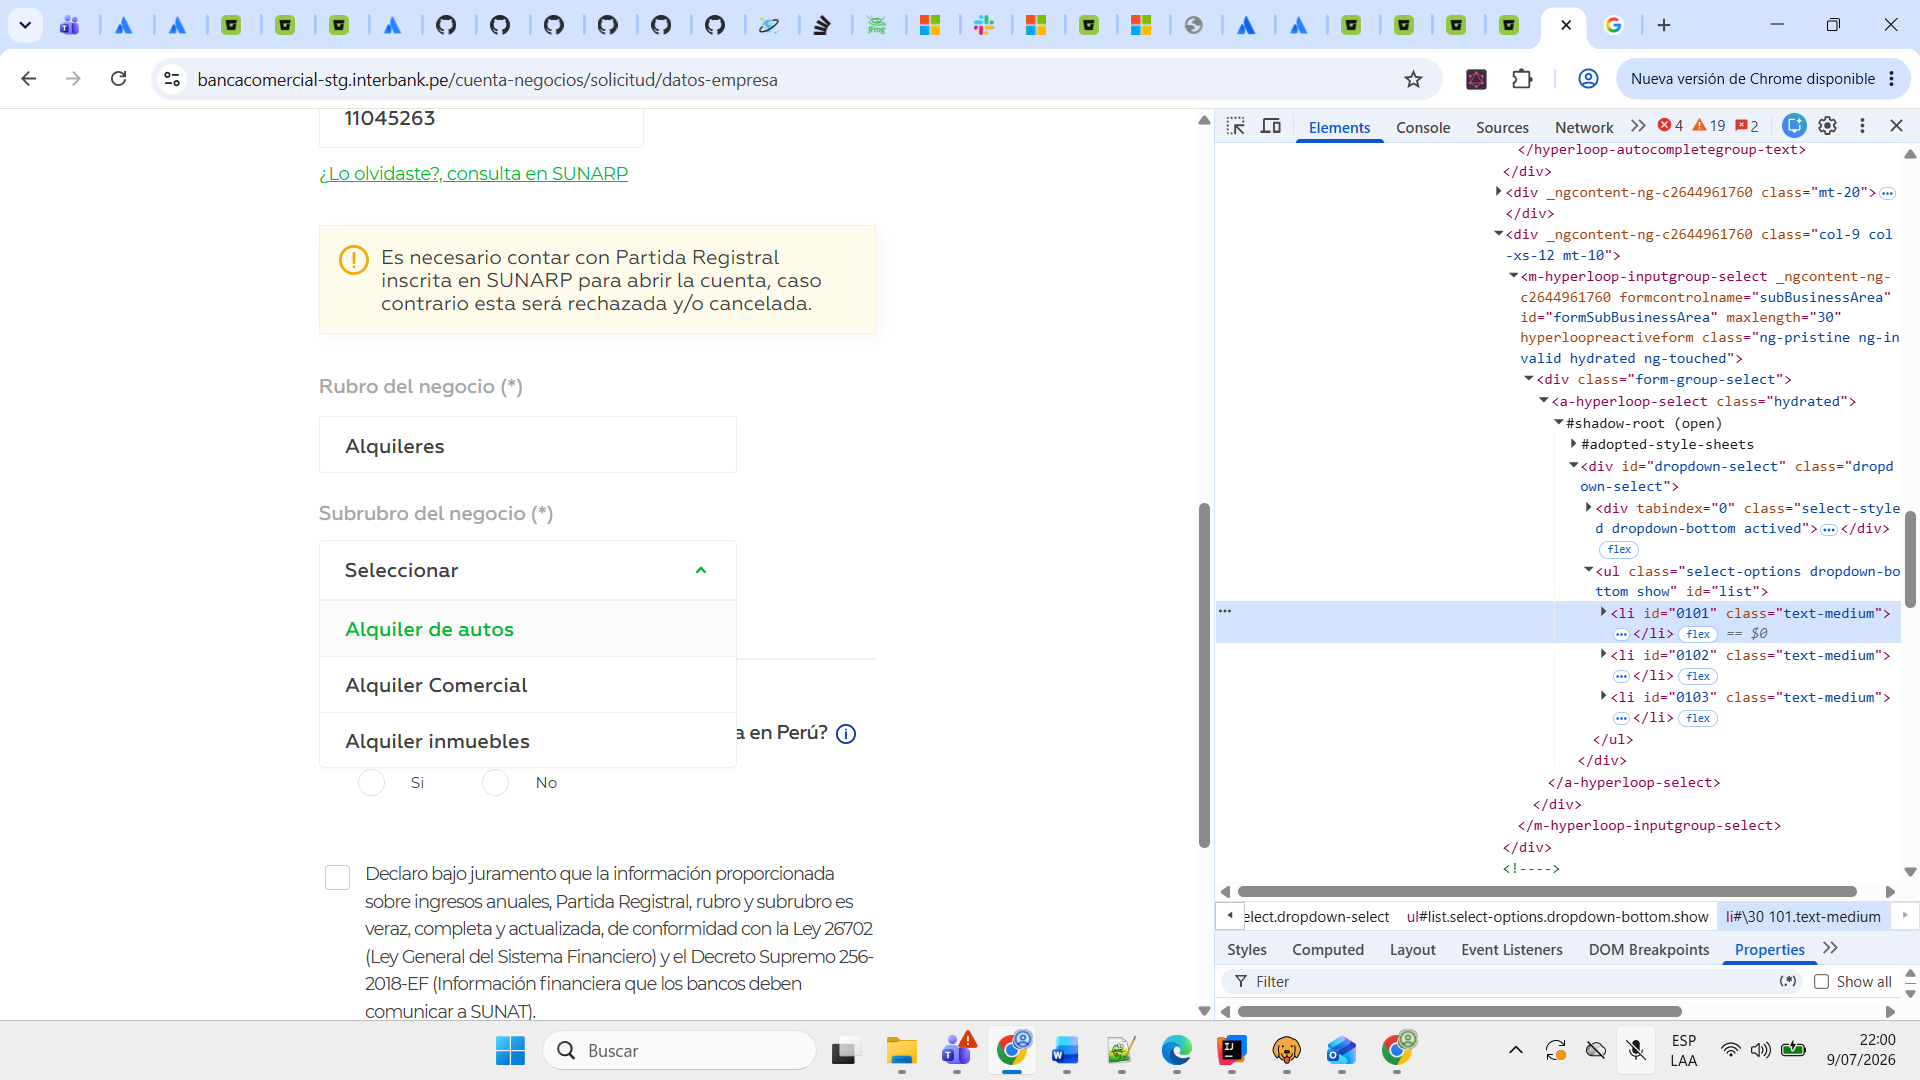 bancacomercial-stg.interbank.pe/cuenta-negocios/solicitud/datos-empresa
Nueva versión de Chrome disponible
11045263
¿Lo olvidaste?, consulta en SUNARP
Es necesario contar con Partida Registral
inscrita en SUNARP para abrir la cuenta, caso
contrario esta será rechazada y/o cancelada.
Rubro del negocio (*)
Alquileres
Subrubro del negocio (*)
Seleccionar
Alquiler de autos
Alquiler Comercial
Alquiler inmuebles
a en Perú?
Si No
Declaro bajo juramento que la información proporcionada
sobre ingresos anuales, Partida Registral, rubro y subrubro es
veraz, completa y actualizada, de conformidad con la Ley 26702
(Ley General del Sistema Financiero) y el Decreto Supremo 256-
2018-EF (Información financiera que los bancos deben
comunicar a SUNAT).
Elements Console Sources Network 4 19 2
</hyperloop-autocompletegroup-text>
</div>
<div _ngcontent-ng-c2644961760 class="mt-20">
</div>
<div _ngcontent-ng-c2644961760 class="col-9 col
-xs-12 mt-10">
<m-hyperloop-inputgroup-select _ngcontent-ng-
c2644961760 formcontrolname="subBusinessArea"
id="formSubBusinessArea" maxlength="30"
hyperloopreactiveform class="ng-pristine ng-in
valid hydrated ng-touched">
<div class="form-group-select">
<a-hyperloop-select class="hydrated">
#shadow-root (open)
#adopted-style-sheets
<div id="dropdown-select" class="dropd
own-select">
<div tabindex="0" class="select-style
d dropdown-bottom actived"> </div>
flex
<ul class="select-options dropdown-bo
ttom show" id="list">
<li id="0101" class="text-medium">
</li> flex == $0
<li id="0102" class="text-medium">
</li> flex
<li id="0103" class="text-medium">
</li> flex
</ul>
</div>
</a-hyperloop-select>
</div>
</m-hyperloop-inputgroup-select>
</div>
<!---->
elect.dropdown-select ul#list.select-options.dropdown-bottom.show li#\30 101.text-medium
Styles Computed Layout Event Listeners DOM Breakpoints Properties
Filter (.*) Show all
Buscar
ESP
LAA
22:00
9/07/2026